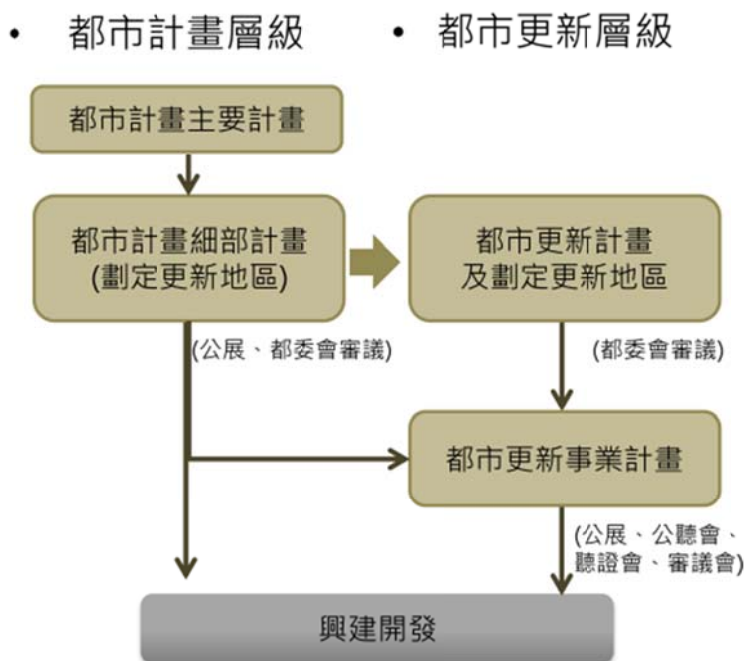 • 都市計畫層級
• 都市更新層級
都市計畫主要計畫
都市計畫細部計畫
(劃定更新地區)
都市更新計畫
及劃定更新地區
(公展、都委會審議)
(都委會審議)
都市更新事業計畫
(公展、公聽會、
聽證會、審議會)
興建開發